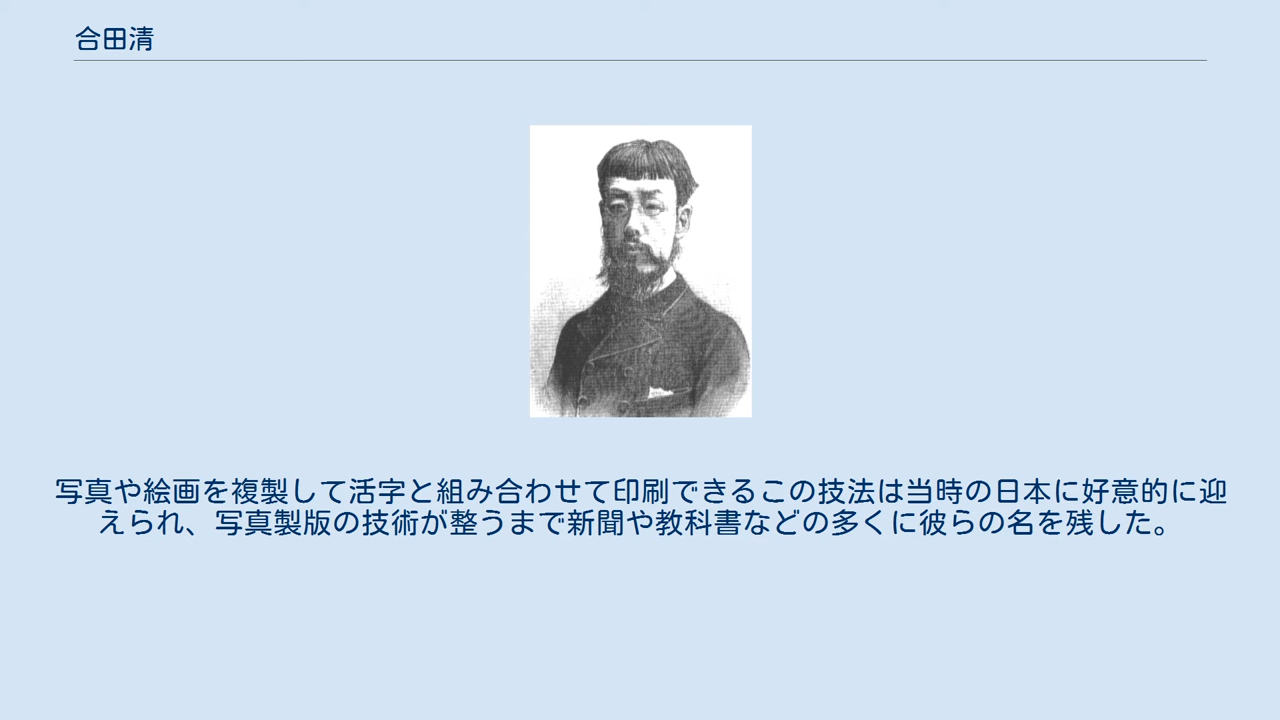 合田清
写真や絵画を複製して活字と組み合わせて印刷できるこの技法は当時の日本に好意的に迎
えられ、写真製版の技術が整うまで新聞や教科書などの多くに彼らの名を残した。